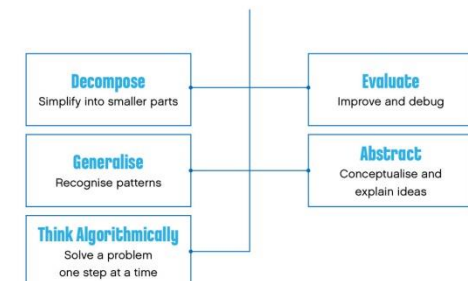 Decompose
Simplify into smaller parts
Evaluate
Improve and debug
Generalise
Recognise patterns
Abstract
Conceptualise and
explain ideas
Think Algorithmically
Solve a problem
one step at a time